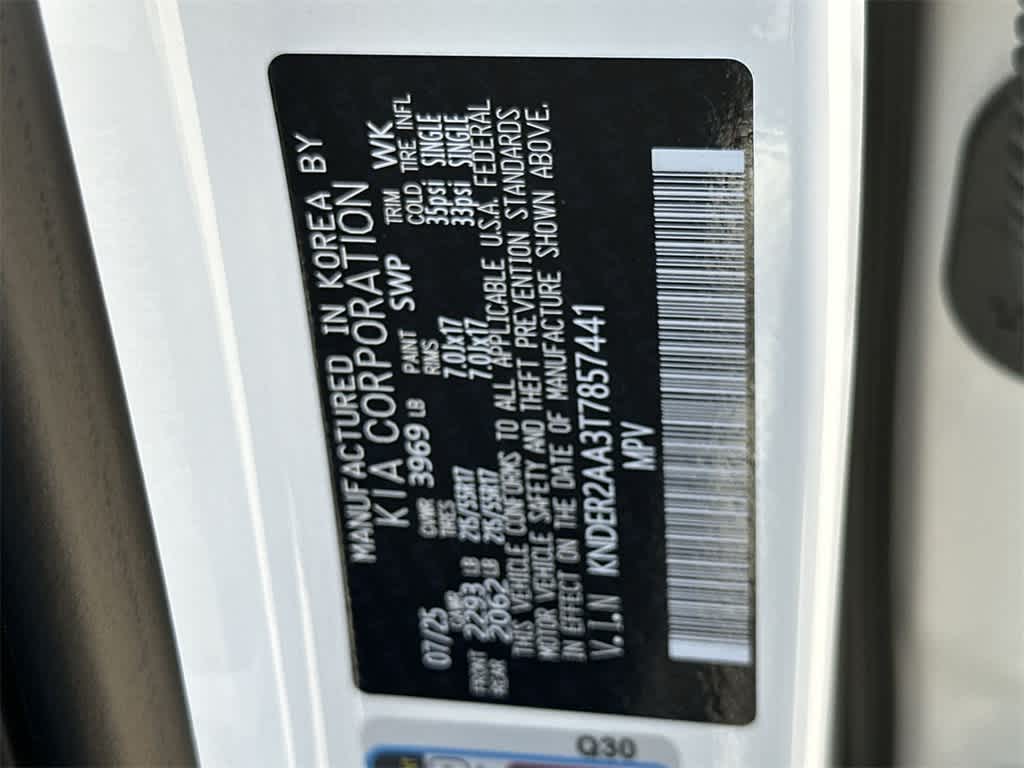 MANUFACTURED IN KOREA BY
KIA CORPORATION
07/25 GVWR 3969 LB PAINT SWP TRIM WK
GAWR TIRES RIMS COLD TIRE INFL
FRONT 2293 LB 215/55R17 7.0Jx17 35psi SINGLE
REAR 2062 LB 215/55R17 7.0Jx17 33psi SINGLE
THIS VEHICLE CONFORMS TO ALL APPLICABLE U.S.A. FEDERAL
MOTOR VEHICLE SAFETY AND THEFT PREVENTION STANDARDS
IN EFFECT ON THE DATE OF MANUFACTURE SHOWN ABOVE.
V.I.N KNDER2AA3T7857441
MPV
Q30